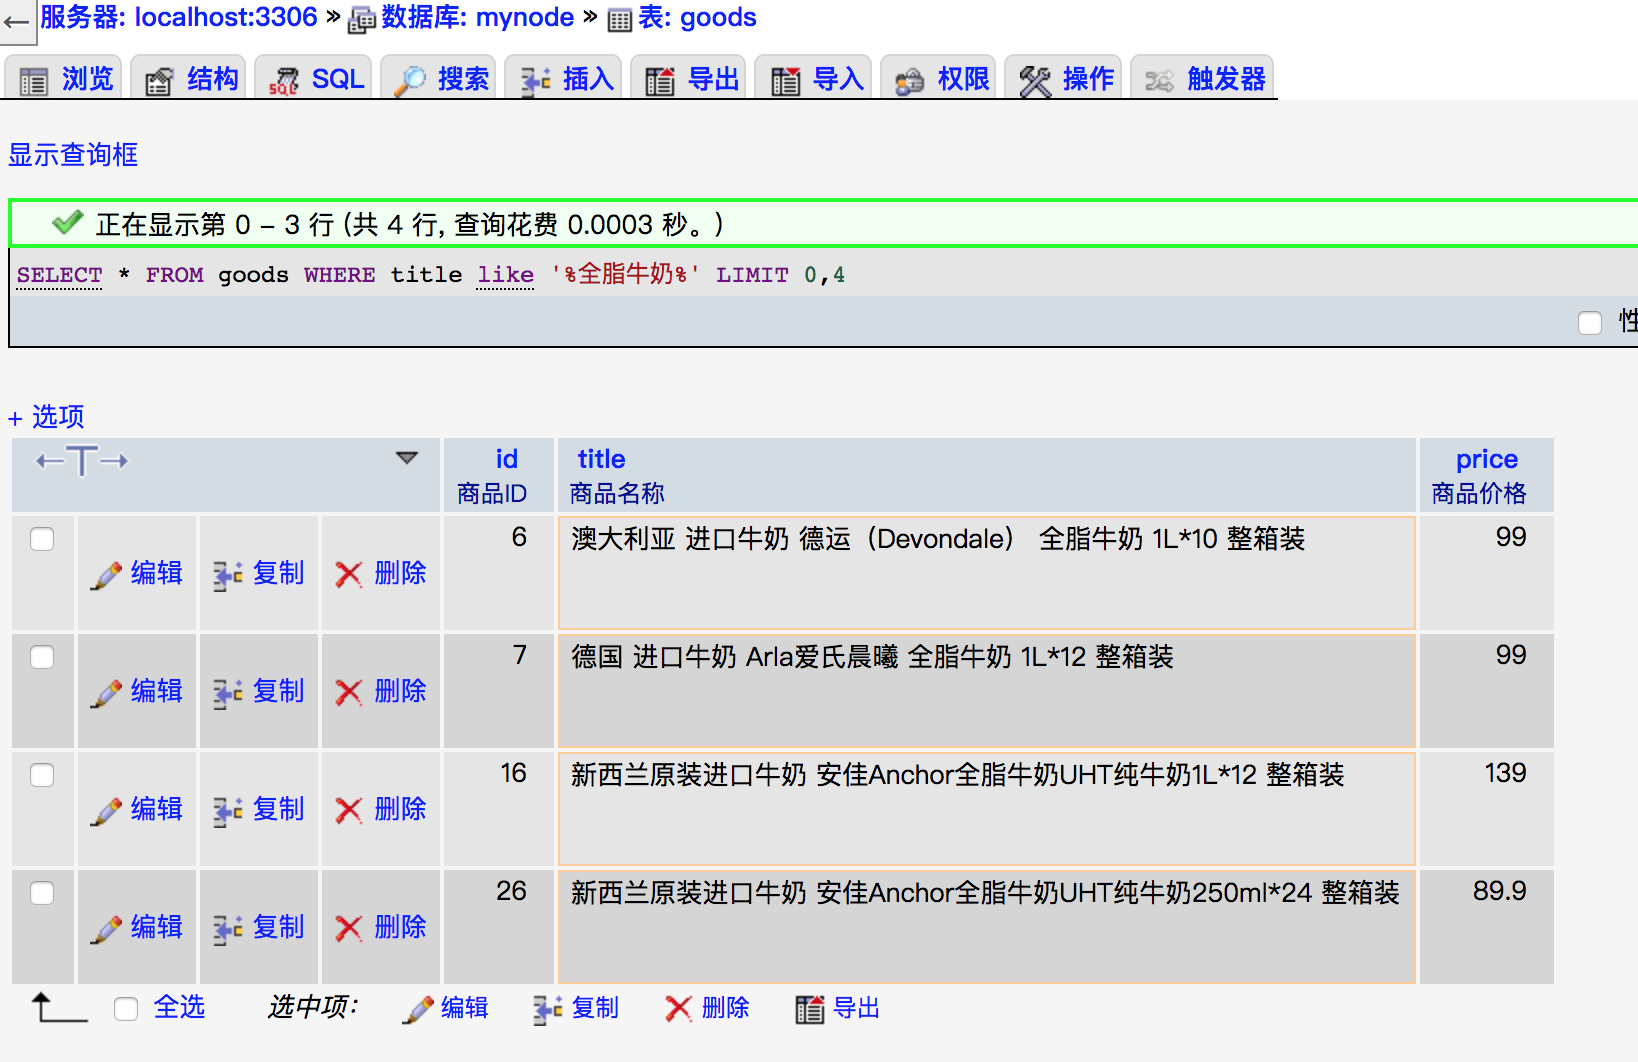 ← 服务器: localhost:3306 » 数据库: mynode » 表: goods
浏览 结构 SQL 搜索 插入 导出 导入 权限 操作 触发器
显示查询框
正在显示第 0 - 3 行 (共 4 行, 查询花费 0.0003 秒。)
SELECT * FROM goods WHERE title like '%全脂牛奶%' LIMIT 0,4
性
+ 选项
←T→ id title price
商品ID 商品名称 商品价格
编辑 复制 删除 6 澳大利亚 进口牛奶 德运（Devondale） 全脂牛奶 1L*10 整箱装 99
编辑 复制 删除 7 德国 进口牛奶 Arla爱氏晨曦 全脂牛奶 1L*12 整箱装 99
编辑 复制 删除 16 新西兰原装进口牛奶 安佳Anchor全脂牛奶UHT纯牛奶1L*12 整箱装 139
编辑 复制 删除 26 新西兰原装进口牛奶 安佳Anchor全脂牛奶UHT纯牛奶250ml*24 整箱装 89.9
全选 选中项: 编辑 复制 删除 导出